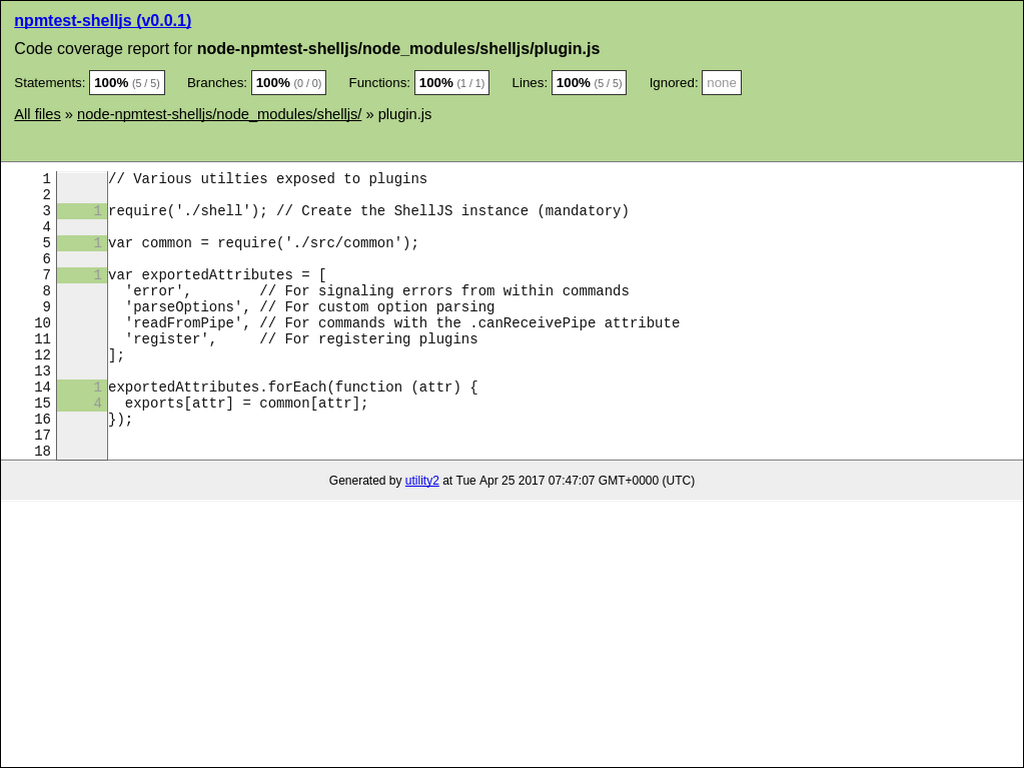 npmtest-shelljs (v0.0.1)
Code coverage report for node-npmtest-shelljs/node_modules/shelljs/plugin.js
Statements: 100% (5 / 5) Branches: 100% (0 / 0) Functions: 100% (1 / 1) Lines: 100% (5 / 5) Ignored: none
All files » node-npmtest-shelljs/node_modules/shelljs/ » plugin.js
1 // Various utilties exposed to plugins
2
3 1 require('./shell'); // Create the ShellJS instance (mandatory)
4
5 1 var common = require('./src/common');
6
7 1 var exportedAttributes = [
8   'error',        // For signaling errors from within commands
9   'parseOptions', // For custom option parsing
10   'readFromPipe', // For commands with the .canReceivePipe attribute
11   'register',     // For registering plugins
12 ];
13
14 1 exportedAttributes.forEach(function (attr) {
15 4   exports[attr] = common[attr];
16 });
17
18
Generated by utility2 at Tue Apr 25 2017 07:47:07 GMT+0000 (UTC)